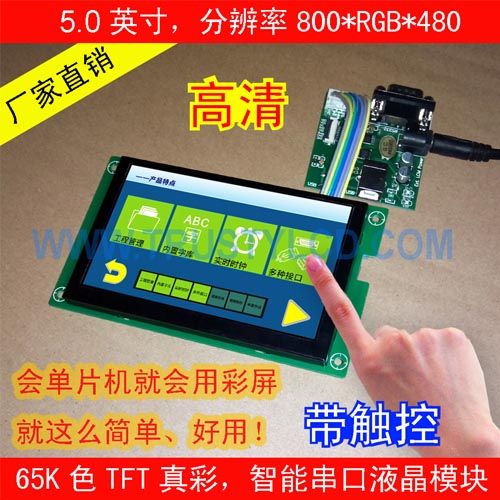 5.0 英寸，分辨率 800*RGB*480
厂家直销
高清
——产品特点
ABC
工程管理
内置字库
实时时钟
多种接口
WWW.TRUSTYLCD.COM
会单片机就会用彩屏
就这么简单、好用！
带触控
65K 色 TFT 真彩，智能串口液晶模块